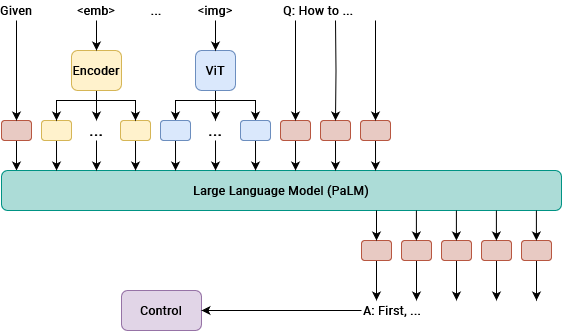 Given <emb> ... <img> Q: How to ...
Encoder ViT
... ...
Large Language Model (PaLM)
Control A: First, ...